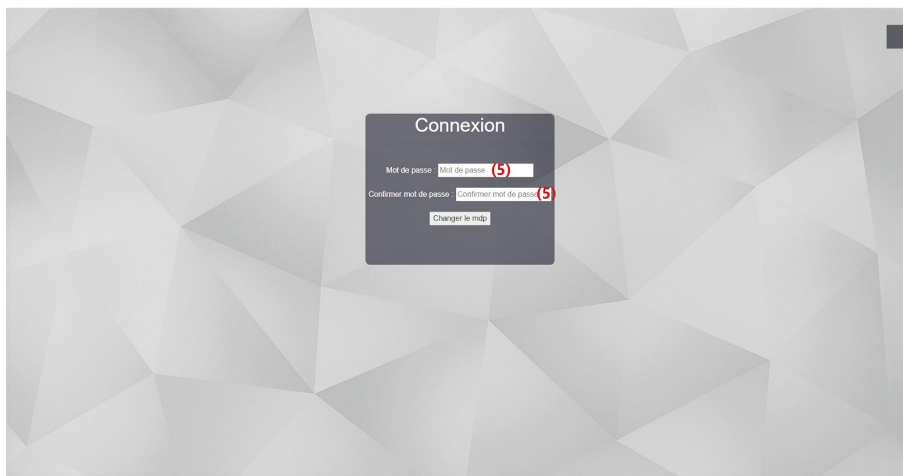 Connexion
Mot de passe : Mot de passe (5)
Confirmer mot de passe : Confirmer mot de passe (5)
Changer le mdp